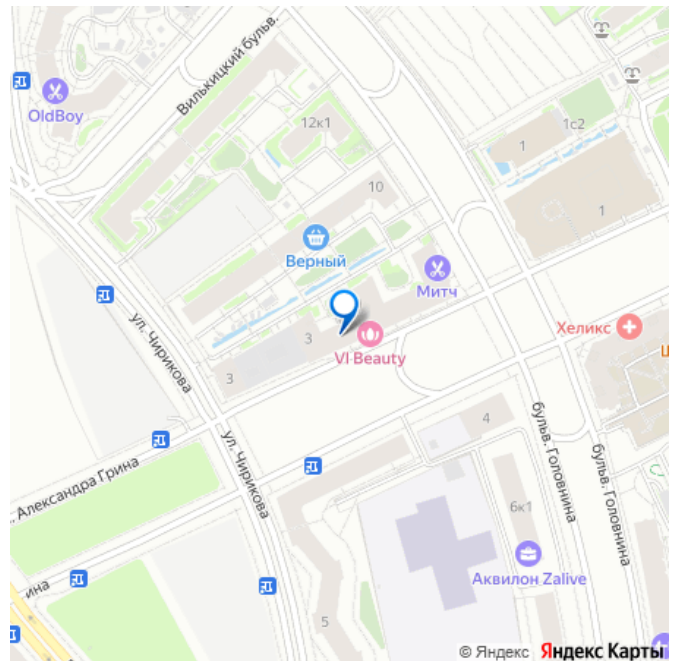 Вилькицкий бульв.
OldBoy
12к1
1с2
1
10
1
Верный
Митч
ул. Чирикова
Хеликс
3
VI Beauty
3
4
бульв. Головнина
ул. Чирикова
бульв. Головнина
. Александра Грина
6к1
Аквилон Zalive
ина
5
© Яндекс Яндекс Карты